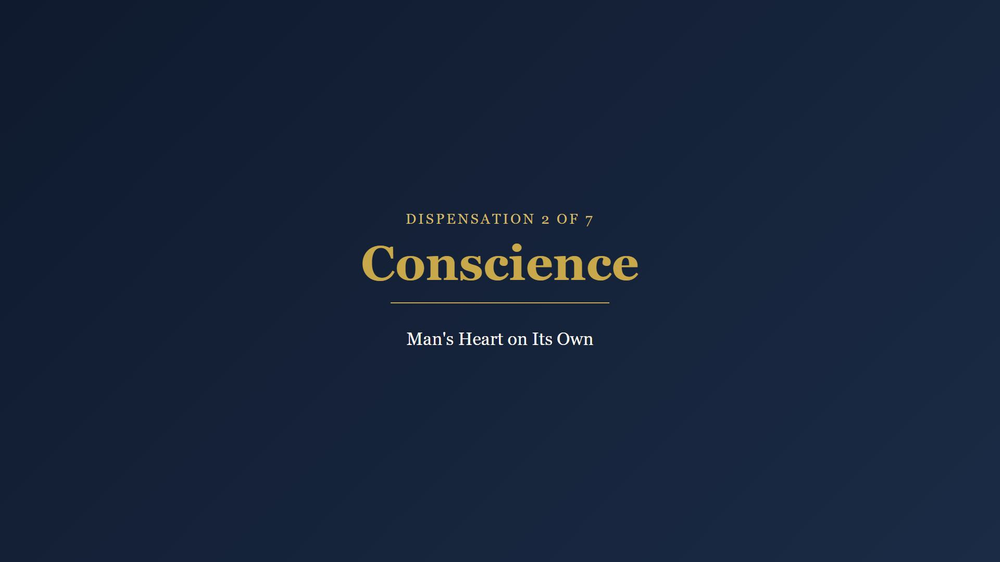 DISPENSATION 2 OF 7
Conscience
Man's Heart on Its Own